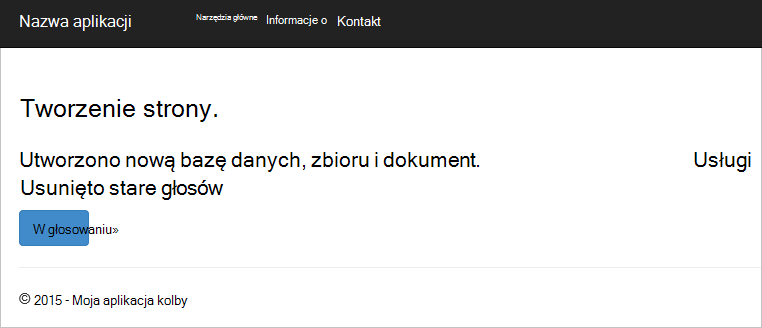 Nazwa aplikacji Narzędzia główne Informacje o Kontakt
Tworzenie strony.
Utworzono nową bazę danych, zbioru i dokument. Usługi
Usunięto stare głosów
W głosowaniu»
© 2015 - Moja aplikacja kolby